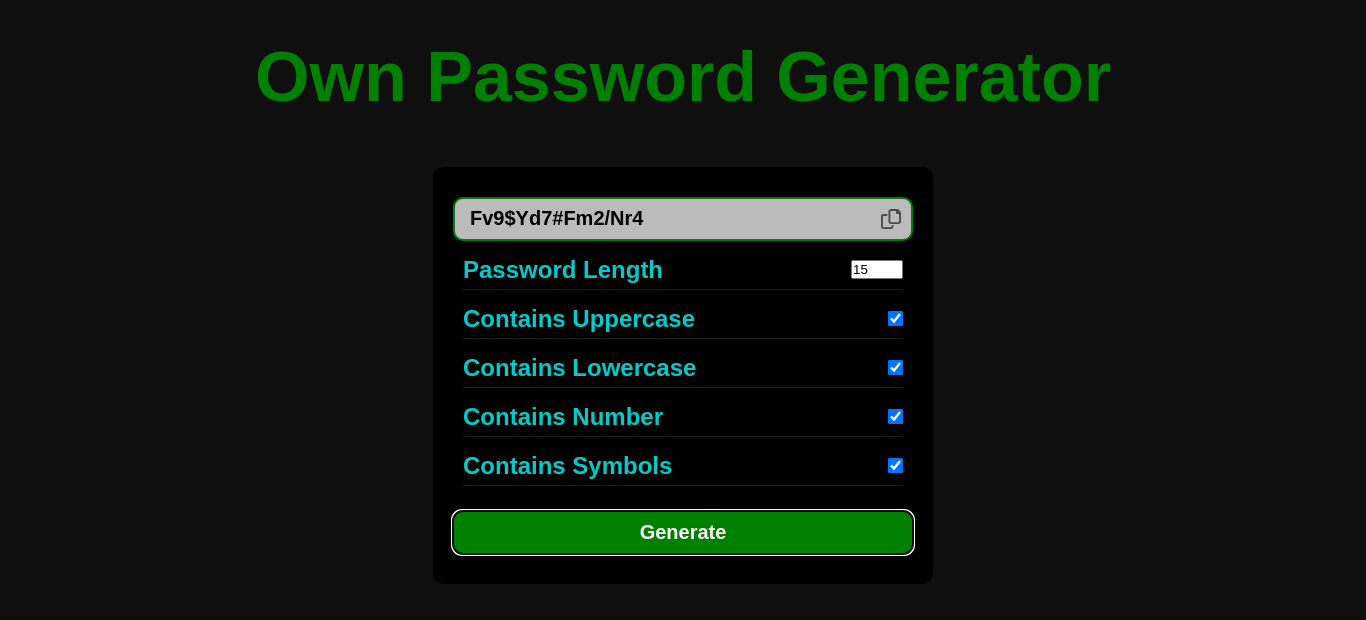 Own Password Generator
Fv9$Yd7#Fm2/Nr4
Password Length 15
Contains Uppercase
Contains Lowercase
Contains Number
Contains Symbols
Generate